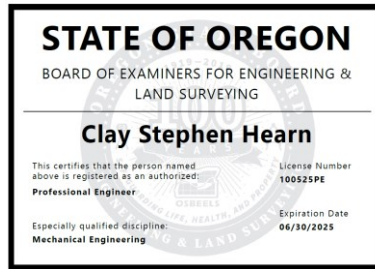 STATE OF OREGON
BOARD OF EXAMINERS FOR ENGINEERING &
LAND SURVEYING
Clay Stephen Hearn
This certifies that the person named
above is registered as an authorized:
Professional Engineer
License Number
100525PE
Especially qualified discipline:
Mechanical Engineering
Expiration Date
06/30/2025
100
YEARS
OSBEELS